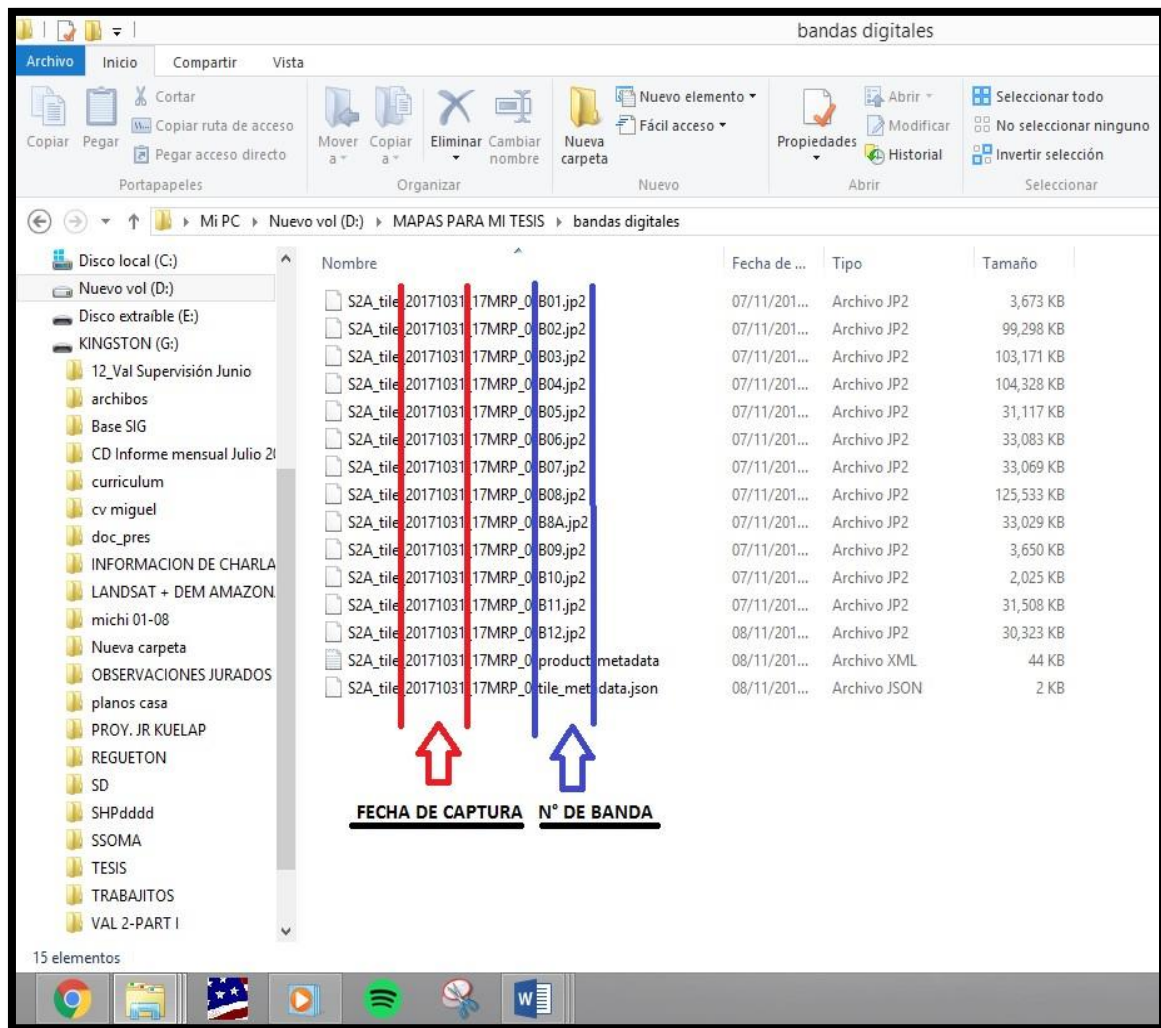 bandas digitales
Archivo Inicio Compartir Vista
Copiar
Pegar
Cortar
Copiar ruta de acceso
Pegar acceso directo
Portapapeles
Mover a
Copiar a
Eliminar
Cambiar nombre
Organizar
Nueva carpeta
Nuevo elemento
Fácil acceso
Nuevo
Propiedades
Abrir
Modificar
Historial
Abrir
Seleccionar todo
No seleccionar ninguno
Invertir selección
Seleccionar
Mi PC Nuevo vol (D:) MAPAS PARA MI TESIS bandas digitales
Disco local (C:)
Nuevo vol (D:)
Disco extraíble (E:)
KINGSTON (G:)
12_Val Supervisión Junio
archibos
Base SIG
CD Informe mensual Julio 20
curriculum
cv miguel
doc_pres
INFORMACION DE CHARLA
LANDSAT + DEM AMAZON.
michi 01-08
Nueva carpeta
OBSERVACIONES JURADOS
planos casa
PROY. JR KUELAP
REGUETON
SD
SHPdddd
SSOMA
TESIS
TRABAJITOS
VAL 2-PART I
Nombre Fecha de ... Tipo Tamaño
S2A_tile_20171031_17MRP_0_B01.jp2 07/11/201... Archivo JP2 3,673 KB
S2A_tile_20171031_17MRP_0_B02.jp2 07/11/201... Archivo JP2 99,298 KB
S2A_tile_20171031_17MRP_0_B03.jp2 07/11/201... Archivo JP2 103,171 KB
S2A_tile_20171031_17MRP_0_B04.jp2 07/11/201... Archivo JP2 104,328 KB
S2A_tile_20171031_17MRP_0_B05.jp2 07/11/201... Archivo JP2 31,117 KB
S2A_tile_20171031_17MRP_0_B06.jp2 07/11/201... Archivo JP2 33,083 KB
S2A_tile_20171031_17MRP_0_B07.jp2 07/11/201... Archivo JP2 33,069 KB
S2A_tile_20171031_17MRP_0_B08.jp2 07/11/201... Archivo JP2 125,533 KB
S2A_tile_20171031_17MRP_0_B8A.jp2 07/11/201... Archivo JP2 33,029 KB
S2A_tile_20171031_17MRP_0_B09.jp2 07/11/201... Archivo JP2 3,650 KB
S2A_tile_20171031_17MRP_0_B10.jp2 07/11/201... Archivo JP2 2,025 KB
S2A_tile_20171031_17MRP_0_B11.jp2 07/11/201... Archivo JP2 31,508 KB
S2A_tile_20171031_17MRP_0_B12.jp2 08/11/201... Archivo JP2 30,323 KB
S2A_tile_20171031_17MRP_0_product_metadata 08/11/201... Archivo XML 44 KB
S2A_tile_20171031_17MRP_0_tile_metadata.json 08/11/201... Archivo JSON 2 KB
FECHA DE CAPTURA N° DE BANDA
15 elementos